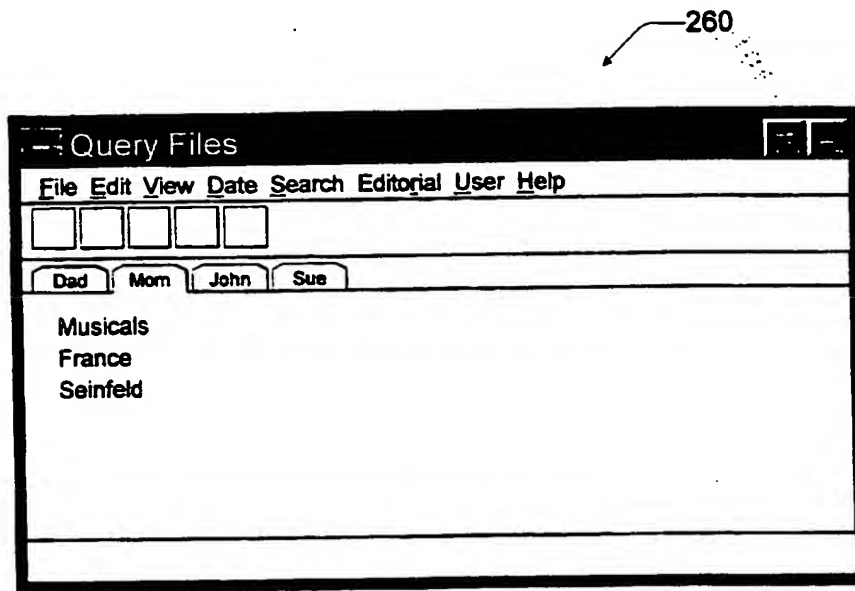 260
Query Files
File Edit View Date Search Editorial User Help
Dad Mom John Sue
Musicals
France
Seinfeld